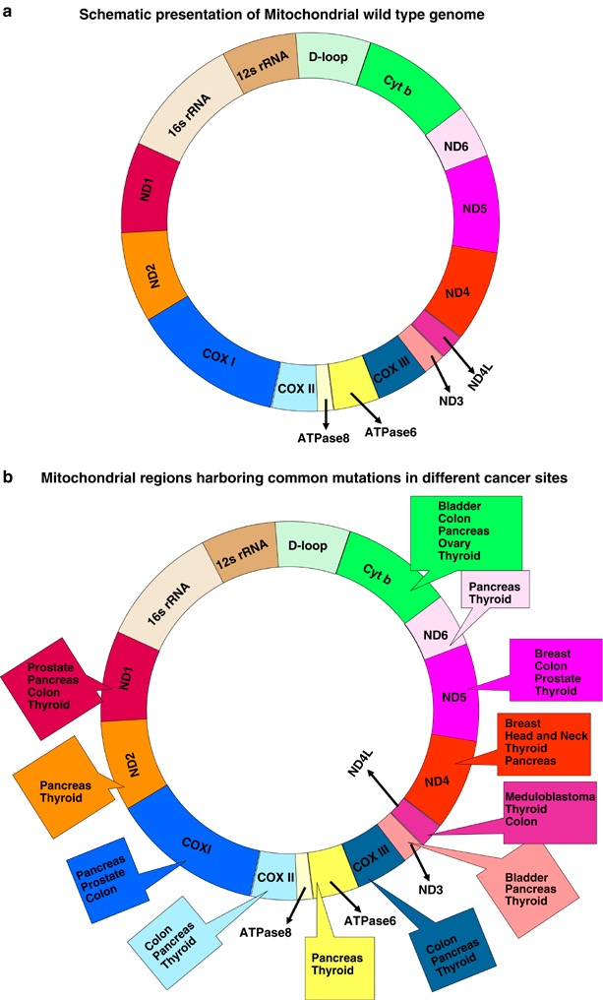 a
Schematic presentation of Mitochondrial wild type genome
D-loop
Cyt b
ND6
ND5
ND4
ND4L
ND3
COX III
ATPase6
ATPase8
COX II
COX I
ND2
ND1
16s rRNA
12s rRNA
b
Mitochondrial regions harboring common mutations in different cancer sites
D-loop
Cyt b
Bladder
Colon
Pancreas
Ovary
Thyroid
ND6
Pancreas
Thyroid
ND5
Breast
Colon
Prostate
Thyroid
ND4
Breast
Head and Neck
Thyroid
Pancreas
ND4L
Meduloblastoma
Thyroid
Colon
ND3
Bladder
Pancreas
Thyroid
COX III
Colon
Pancreas
Thyroid
ATPase6
Pancreas
Thyroid
ATPase8
COX II
Colon
Pancreas
Thyroid
COXI
Pancreas
Prostate
Colon
ND2
Pancreas
Thyroid
ND1
Prostate
Pancreas
Colon
Thyroid
16s rRNA
12s rRNA